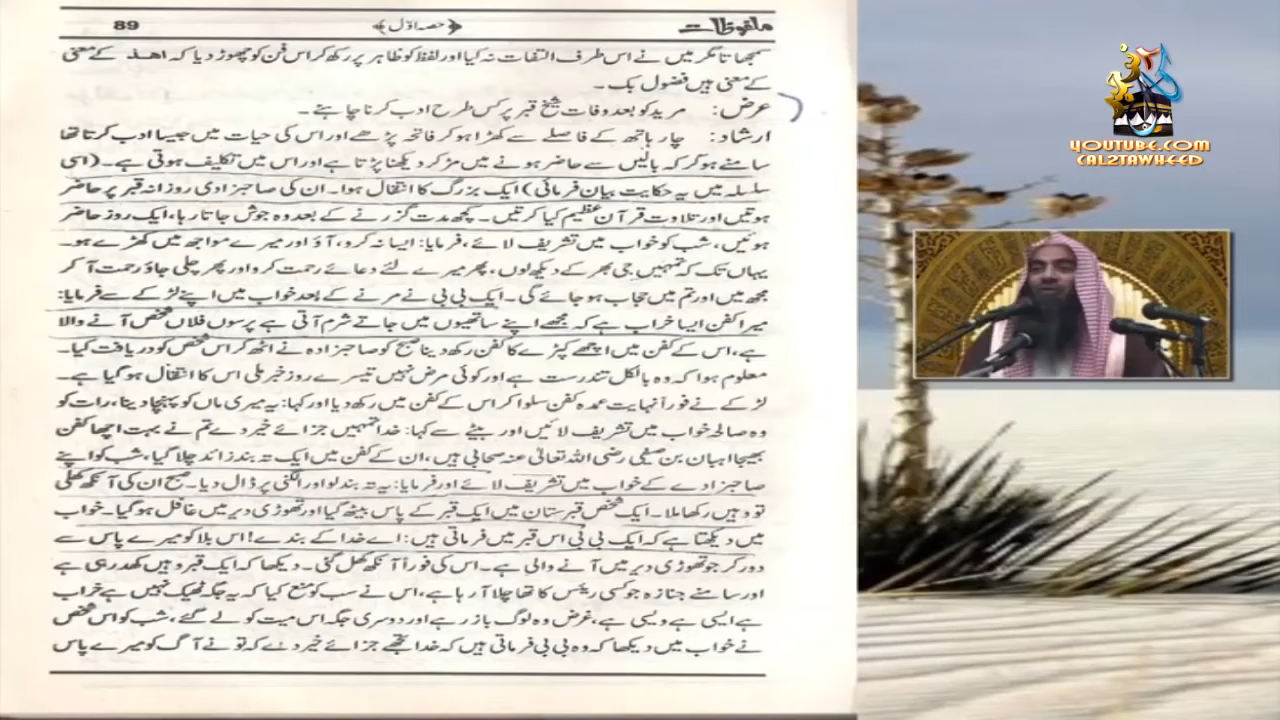 ملفوظات ﴿حصہ اوّل﴾ 89
سمجھاتا مگر میں نے اس طرف التفات نہ کیا اور لفظ کو ظاہر پر رکھ کر اس فن کو چھوڑ دیا کہ اھلد کے معنی
کے معنی ہیں فضول بک۔
عرض: مرید کو بعد وفات شیخ قبر پر کس طرح ادب کرنا چاہئے۔
ارشاد: چار ہاتھ کے فاصلے سے کھڑا ہو کر فاتحہ پڑھے اور اس کی حیات میں جیسا ادب کرتا تھا
سامنے ہو کر کہ بالیں سے حاضر ہونے میں مڑ کر دیکھنا پڑتا ہے اور اس میں تکلیف ہوتی ہے۔ (اسی
سلسلہ میں یہ حکایت بیان فرمائی) ایک بزرگ کا انتقال ہوا۔ ان کی صاحبزادی روزانہ قبر پر حاضر
ہوتیں اور تلاوت قرآن عظیم کیا کرتیں۔ کچھ مدت گزرنے کے بعد وہ جوش جاتا رہا، ایک روز حاضر
ہوئیں، شب کو خواب میں تشریف لائے، فرمایا: ایسا نہ کرو، آؤ اور میرے مواجہ میں کھڑے ہو۔
یہاں تک کہ تمہیں جی بھر کے دیکھ لوں، پھر میرے لئے دعائے رحمت کرو اور پھر چلی جاؤ رحمت آ کر
مجھ میں اور تم میں حجاب ہو جائے گی۔ ایک بی بی نے مرنے کے بعد خواب میں اپنے لڑکے سے فرمایا:
میرا کفن ایسا خراب ہے کہ مجھے اپنے ساتھیوں میں جاتے شرم آتی ہے پرسوں فلاں شخص آنے والا
ہے، اس کے کفن میں اچھے کپڑے کا کفن رکھ دینا صبح کو صاحبزادہ نے اٹھ کر اس شخص کو دریافت کیا۔
معلوم ہوا کہ وہ بالکل تندرست ہے اور کوئی مرض نہیں تیسرے روز خبر ملی اس کا انتقال ہو گیا ہے۔
لڑکے نے فوراً نہایت عمدہ کفن سلوا کر اس کے کفن میں رکھ دیا اور کہا: یہ میری ماں کو پہنچا دینا، رات کو
وہ صالحہ خواب میں تشریف لائیں اور بیٹے سے کہا: خدا تمہیں جزائے خیر دے تم نے بہت اچھا کفن
بھیجا اہبان بن صیفی رضی اللہ تعالیٰ عنہ صحابی ہیں، ان کے کفن میں ایک تہ بند زائد چلا گیا، شب کو اپنے
صاحبزادے کے خواب میں تشریف لائے اور فرمایا: یہ تہ بند لو اور الگنی پر ڈال دیا۔ صبح ان کی آنکھ کھلی
تو وہیں رکھا ملا۔ ایک شخص قبرستان میں ایک قبر کے پاس بیٹھ گیا اور تھوڑی دیر میں غافل ہو گیا۔ خواب
میں دیکھتا ہے کہ ایک بی بی اس قبر میں فرماتی ہیں: اے خدا کے بندے! اس بلا کو میرے پاس سے
دور کر جو تھوڑی دیر میں آنے والی ہے۔ اس کی فوراً آنکھ کھل گئی۔ دیکھا کہ ایک قبر وہیں کھد رہی ہے
اور سامنے جنازہ جو کسی رئیس کا تھا چلا آ رہا ہے، اس نے سب کو منع کیا کہ یہ جگہ ٹھیک نہیں ہے خراب
ہے ایسی ہے ویسی ہے، غرض وہ لوگ باز رہے اور دوسری جگہ اس میت کو لے گئے، شب کو اس شخص
نے خواب میں دیکھا کہ وہ بی بی فرماتی ہیں کہ خدا تجھے جزائے خیر دے کہ تو نے آگ کو میرے پاس
YOUTUBE.COM
CAL2TAWHEED